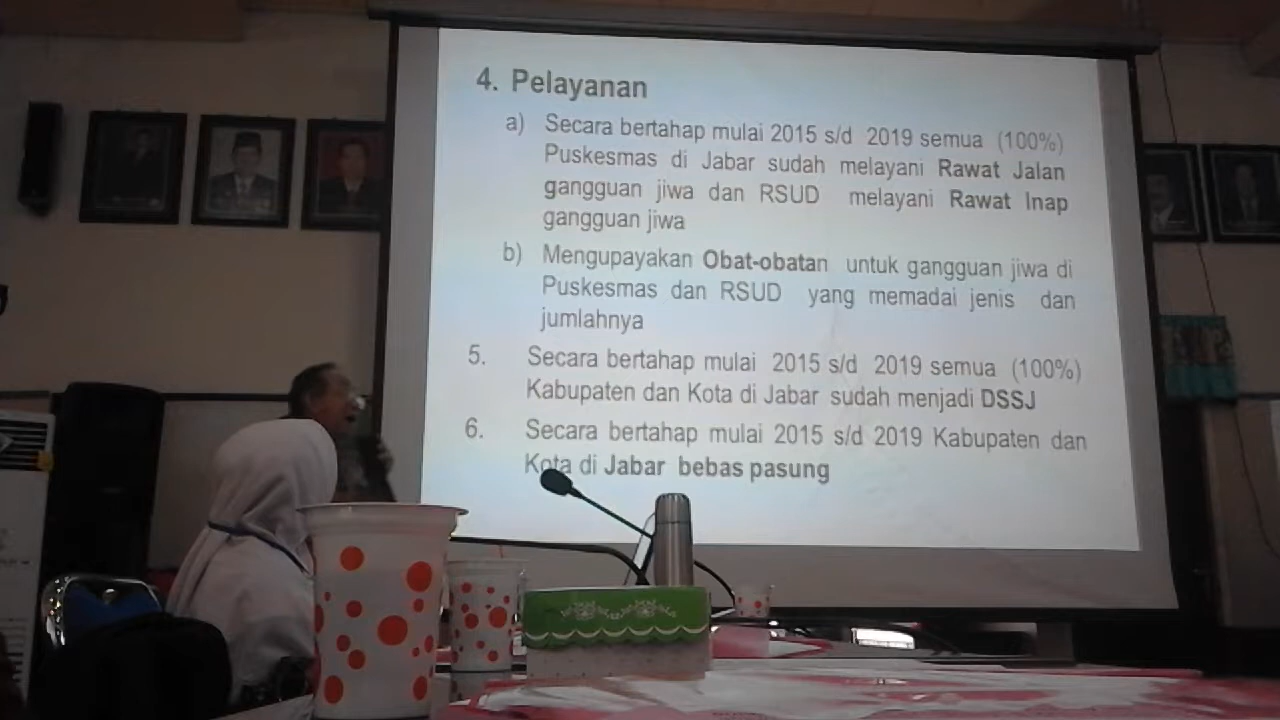 4. Pelayanan
a) Secara bertahap mulai 2015 s/d 2019 semua (100%)
Puskesmas di Jabar sudah melayani Rawat Jalan
gangguan jiwa dan RSUD melayani Rawat Inap
gangguan jiwa
b) Mengupayakan Obat-obatan untuk gangguan jiwa di
Puskesmas dan RSUD yang memadai jenis dan
jumlahnya
5. Secara bertahap mulai 2015 s/d 2019 semua (100%)
Kabupaten dan Kota di Jabar sudah menjadi DSSJ
6. Secara bertahap mulai 2015 s/d 2019 Kabupaten dan
Kota di Jabar bebas pasung